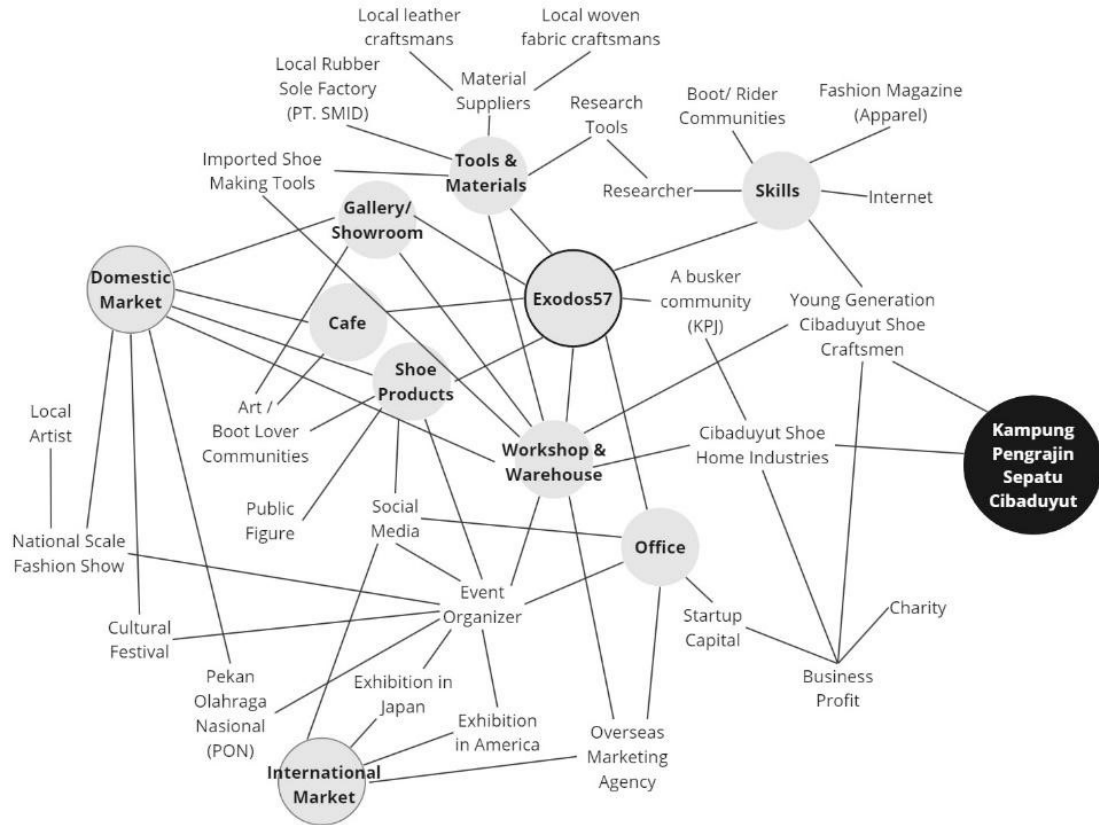 Local leather
craftsmans
Local woven
fabric craftsmans
Local Rubber
Sole Factory
(PT. SMID)
Material
Suppliers
Research
Tools
Boot/ Rider
Communities
Fashion Magazine
(Apparel)
Imported Shoe
Making Tools
Tools &
Materials
Researcher
Skills
Internet
Gallery/
Showroom
Domestic
Market
Cafe
Exodos57
A busker
community
(KPJ)
Young Generation
Cibaduyut Shoe
Craftsmen
Shoe
Products
Local
Artist
Art /
Boot Lover
Communities
Workshop &
Warehouse
Cibaduyut Shoe
Home Industries
Kampung
Pengrajin
Sepatu
Cibaduyut
Public
Figure
Social
Media
National Scale
Fashion Show
Office
Event
Organizer
Cultural
Festival
Startup
Capital
Charity
Pekan
Olahraga
Nasional
(PON)
Exhibition in
Japan
Exhibition
in America
Business
Profit
Overseas
Marketing
Agency
International
Market